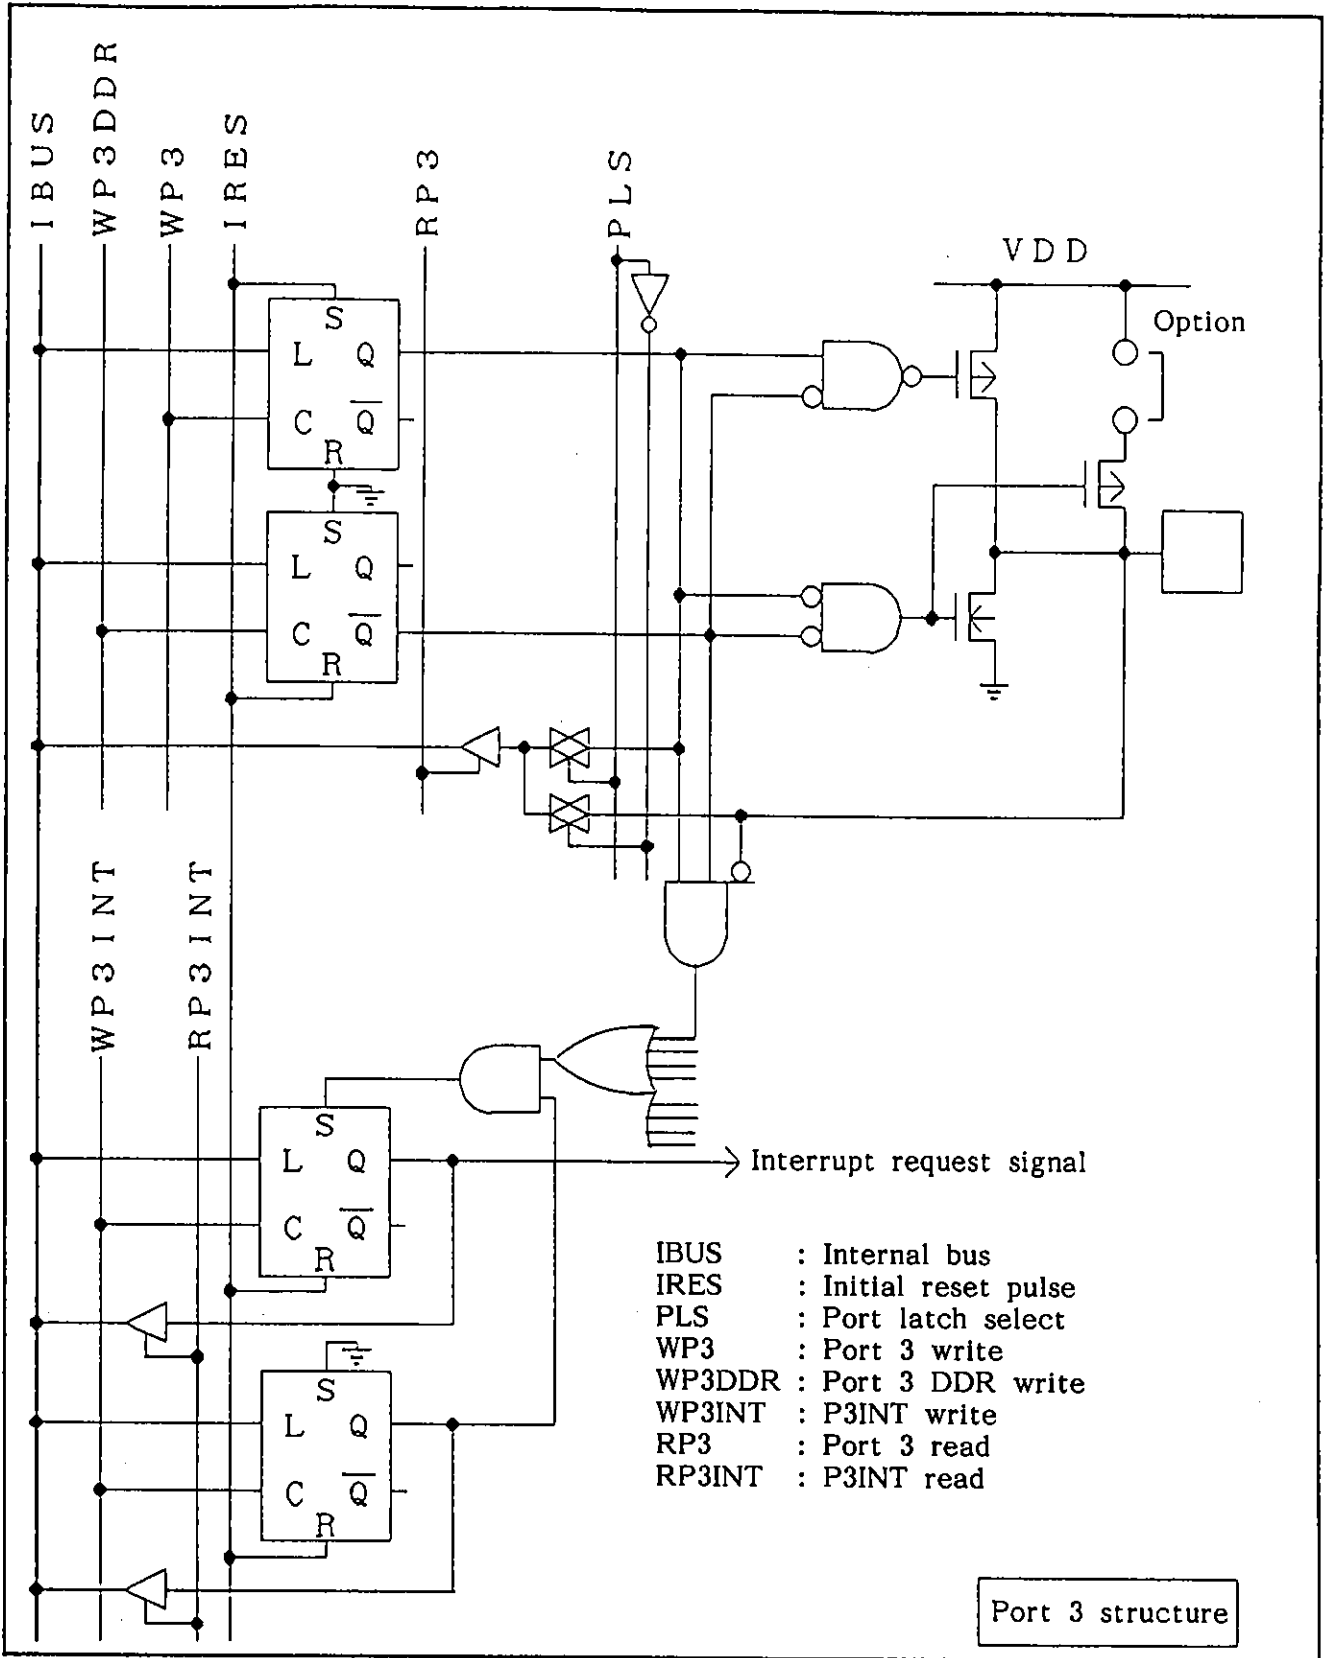 IBUS
WP3DDR
WP3
IRES
RP3
PLS
VDD
Option
S
L Q
C Q
R
S
L Q
C Q
R
WP3INT
RP3INT
S
L Q
C Q
R
Interrupt request signal
S
L Q
C Q
R
IBUS : Internal bus
IRES : Initial reset pulse
PLS : Port latch select
WP3 : Port 3 write
WP3DDR : Port 3 DDR write
WP3INT : P3INT write
RP3 : Port 3 read
RP3INT : P3INT read
Port 3 structure